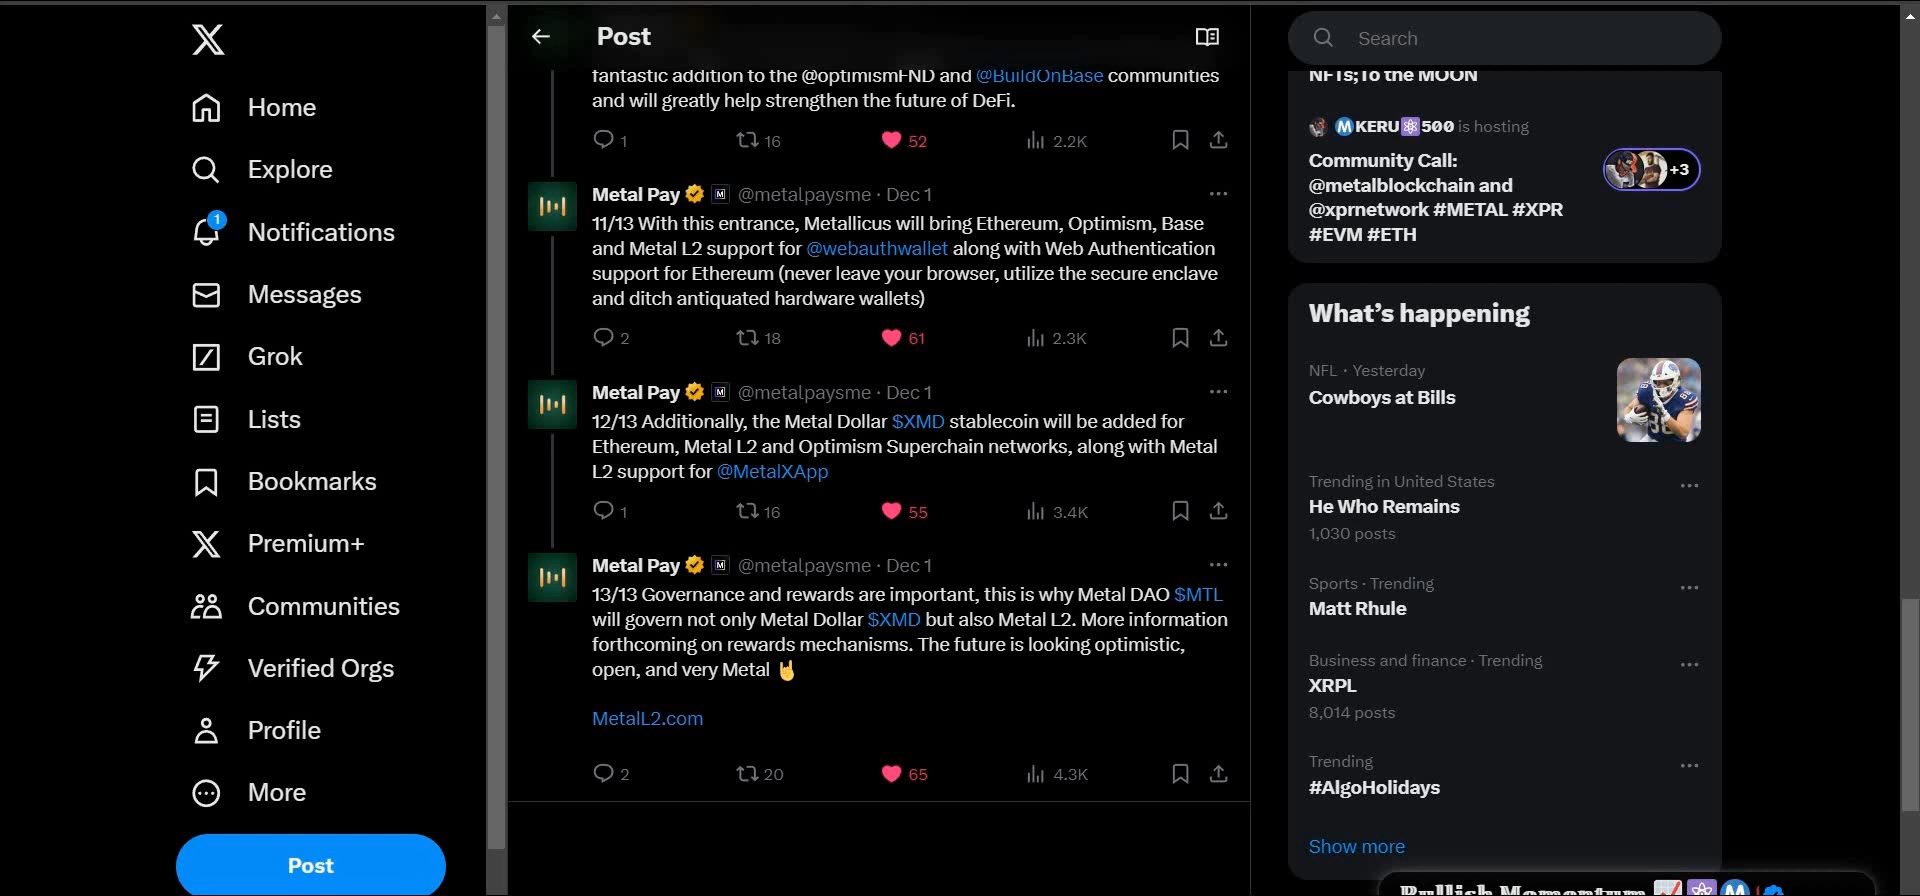 Home
Explore
1
Notifications
Messages
Grok
Lists
Bookmarks
Premium+
Communities
Verified Orgs
Profile
More
Post
Post
fantastic addition to the @optimismFND and @BuildOnBase communities
and will greatly help strengthen the future of DeFi.
1 16 52 2.2K
Metal Pay M @metalpaysme · Dec 1
11/13 With this entrance, Metallicus will bring Ethereum, Optimism, Base
and Metal L2 support for @webauthwallet along with Web Authentication
support for Ethereum (never leave your browser, utilize the secure enclave
and ditch antiquated hardware wallets)
2 18 61 2.3K
Metal Pay M @metalpaysme · Dec 1
12/13 Additionally, the Metal Dollar $XMD stablecoin will be added for
Ethereum, Metal L2 and Optimism Superchain networks, along with Metal
L2 support for @MetalXApp
1 16 55 3.4K
Metal Pay M @metalpaysme · Dec 1
13/13 Governance and rewards are important, this is why Metal DAO $MTL
will govern not only Metal Dollar $XMD but also Metal L2. More information
forthcoming on rewards mechanisms. The future is looking optimistic,
open, and very Metal 🤘
MetalL2.com
2 20 65 4.3K
Search
NFTs;To the MOON
Ⓜ️KERU⚛️500 is hosting
Community Call:
@metalblockchain and
@xprnetwork #METAL #XPR
#EVM #ETH
+3
What's happening
NFL · Yesterday
Cowboys at Bills
Trending in United States
He Who Remains
1,030 posts
Sports · Trending
Matt Rhule
Business and finance · Trending
XRPL
8,014 posts
Trending
#AlgoHolidays
Show more
Bullish Momentum 📈⚛️Ⓜ️